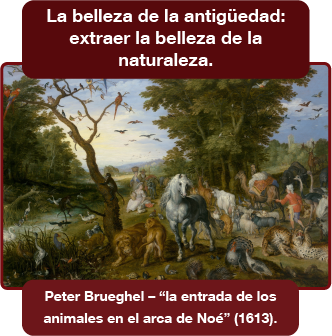 La belleza de la antigüedad:
extraer la belleza de la
naturaleza.
Peter Brueghel – “la entrada de los
animales en el arca de Noé” (1613).